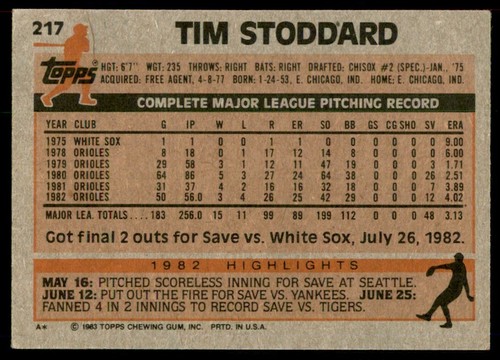 217
TIM STODDARD
Topps
HGT: 6'7" WGT: 235 THROWS: RIGHT BATS: RIGHT DRAFTED: CHISOX #2 (SPEC.)-JAN., '75
ACQUIRED: FREE AGENT, 4-8-77 BORN: 1-24-53, E. CHICAGO, IND. HOME: E. CHICAGO, IND.
COMPLETE MAJOR LEAGUE PITCHING RECORD
YEAR CLUB G IP W L R ER SO BB GS CG SHO SV ERA
1975 WHITE SOX 1 1 0 0 1 1 0 0 0 0 0 0 9.00
1978 ORIOLES 8 18 0 1 17 12 14 8 0 0 0 0 6.00
1979 ORIOLES 29 58 3 1 12 11 47 19 0 0 0 3 1.71
1980 ORIOLES 64 86 5 3 27 24 64 38 0 0 0 26 2.51
1981 ORIOLES 31 37 4 2 16 16 32 18 0 0 0 7 3.89
1982 ORIOLES 50 56.0 3 4 26 25 42 29 0 0 0 12 4.02
MAJOR LEA. TOTALS.... 183 256.0 15 11 99 89 199 112 0 0 0 48 3.13
Got final 2 outs for Save vs. White Sox, July 26, 1982.
1982 HIGHLIGHTS
MAY 16: PITCHED SCORELESS INNING FOR SAVE AT SEATTLE.
JUNE 12: PUT OUT THE FIRE FOR SAVE VS. YANKEES. JUNE 25:
FANNED 4 IN 2 INNINGS TO RECORD SAVE VS. TIGERS.
A* © 1983 TOPPS CHEWING GUM, INC. PRTD. IN U.S.A.